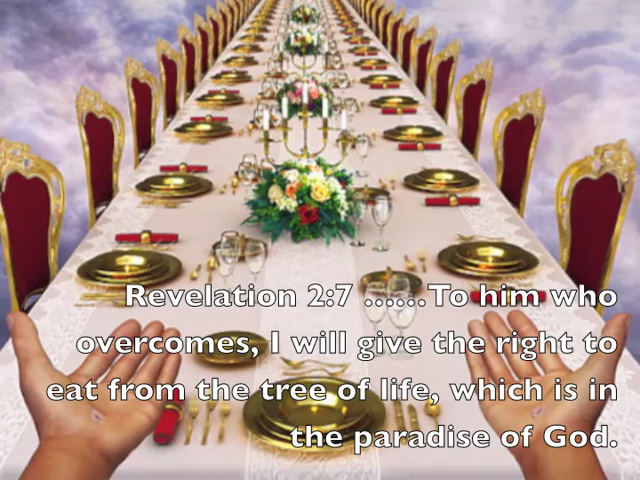 Revelation 2:7 ……To him who
overcomes, I will give the right to
eat from the tree of life, which is in
the paradise of God.